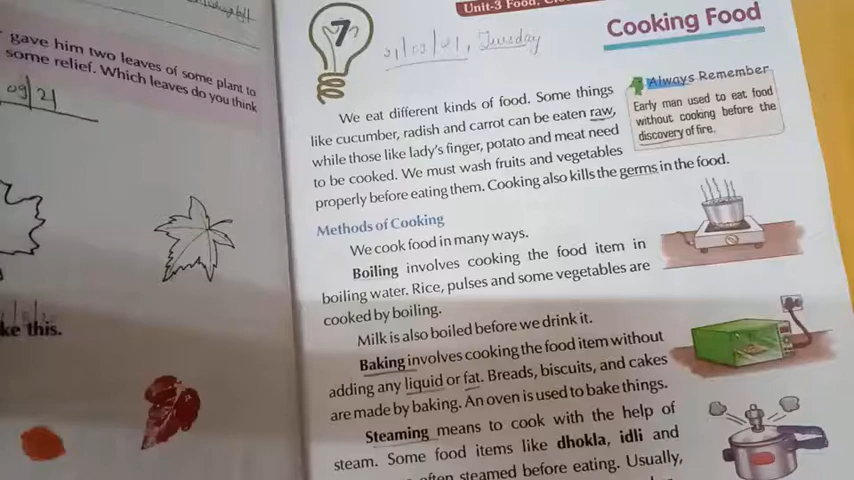 gave him two leaves of some plant to
some relief. Which leaves do you think
09/21
ke this.
Unit-3 Food,
7
Tuesday
Cooking Food
We eat different kinds of food. Some things
like cucumber, radish and carrot can be eaten raw,
while those like lady's finger, potato and meat need
to be cooked. We must wash fruits and vegetables
properly before eating them. Cooking also kills the germs in the food.
Always Remember
Early man used to eat food
without cooking before the
discovery of fire.
Methods of Cooking
We cook food in many ways.
Boiling involves cooking the food item in
boiling water. Rice, pulses and some vegetables are
cooked by boiling.
Milk is also boiled before we drink it.
Baking involves cooking the food item without
adding any liquid or fat. Breads, biscuits, and cakes
are made by baking. An oven is used to bake things.
Steaming means to cook with the help of
steam. Some food items like dhokla, idli and
often steamed before eating. Usually,